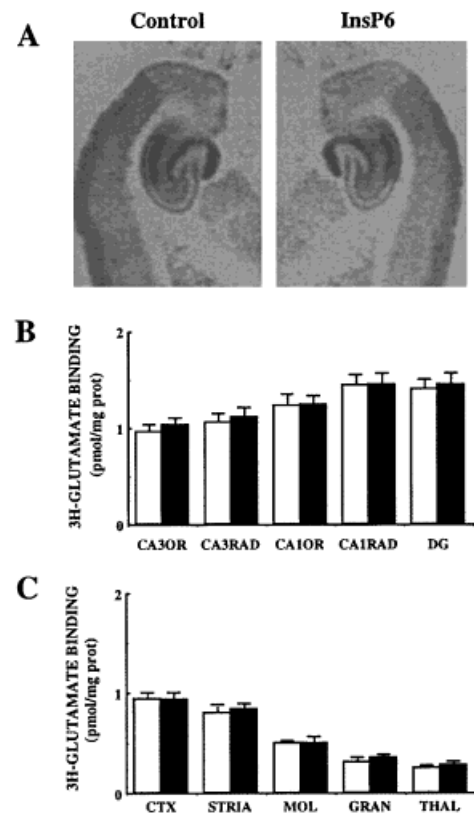 Control InsP6
A
B
3H-GLUTAMATE BINDING
(pmol/mg prot)
2
1
0
CA3OR CA3RAD CA1OR CA1RAD DG
C
3H-GLUTAMATE BINDING
(pmol/mg prot)
2
1
0
CTX STRIA MOL GRAN THAL